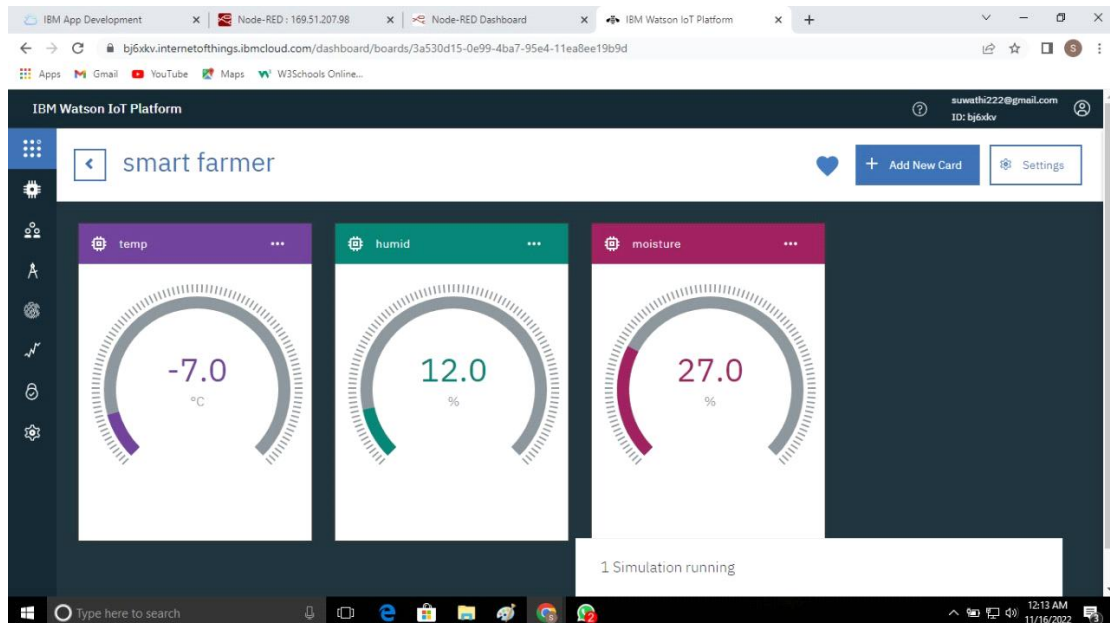 IBM App Development
Node-RED : 169.51.207.98
Node-RED Dashboard
IBM Watson IoT Platform
bj6xkv.internetofthings.ibmcloud.com/dashboard/boards/3a530d15-0e99-4ba7-95e4-11ea8ee19b9d
S
Apps
Gmail
YouTube
Maps
W3Schools Online...
IBM Watson IoT Platform
suwathi222@gmail.com
ID: bj6xkv
smart farmer
+ Add New Card
Settings
temp
humid
moisture
-7.0
°C
12.0
%
27.0
%
1 Simulation running
Type here to search
12:13 AM
11/16/2022